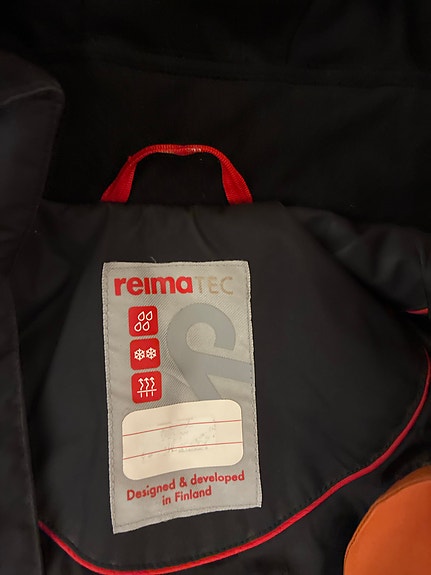 reimaTEC
Designed & developed
in Finland